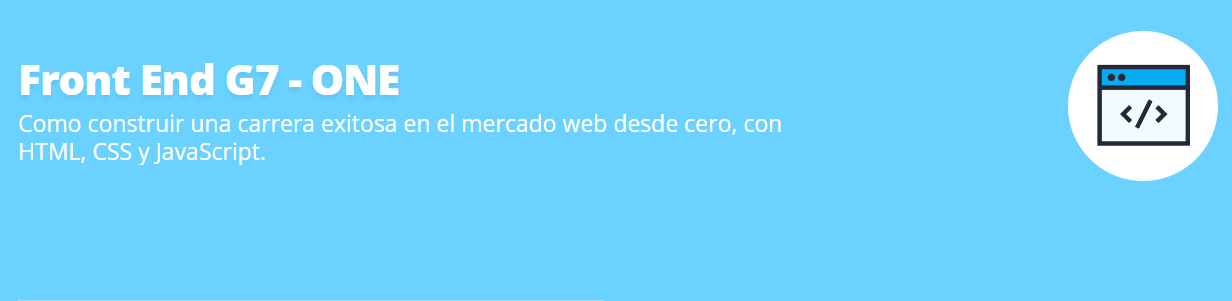 Front End G7 - ONE
Como construir una carrera exitosa en el mercado web desde cero, con
HTML, CSS y JavaScript.